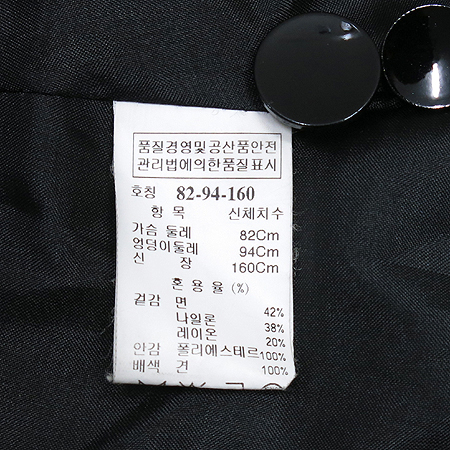 품질경영및공산품안전
관리법에의한품질표시
호칭 82-94-160
항 목 신체치수
가슴 둘레 82Cm
엉덩이둘레 94Cm
신 장 160Cm
혼 용 율 (%)
겉감 면 42%
나일론 38%
레이온 20%
안감 폴리에스테르 100%
배색 견 100%